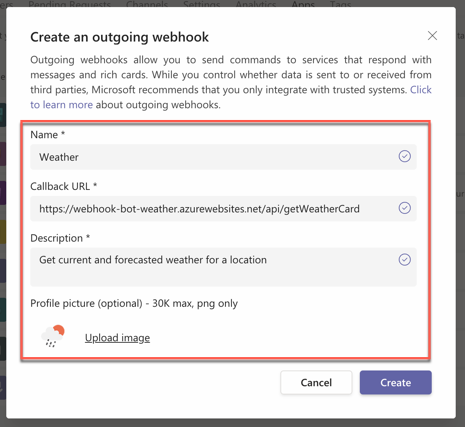 Pending Requests Channels Settings Analytics Apps Tags
Create an outgoing webhook
Outgoing webhooks allow you to send commands to services that respond with
messages and rich cards. While you control whether data is sent to or received from
third parties, Microsoft recommends that you only integrate with trusted systems. Click
to learn more about outgoing webhooks.
Name *
Weather
Callback URL *
https://webhook-bot-weather.azurewebsites.net/api/getWeatherCard
Description *
Get current and forecasted weather for a location
Profile picture (optional) - 30K max, png only
Upload image
Cancel Create